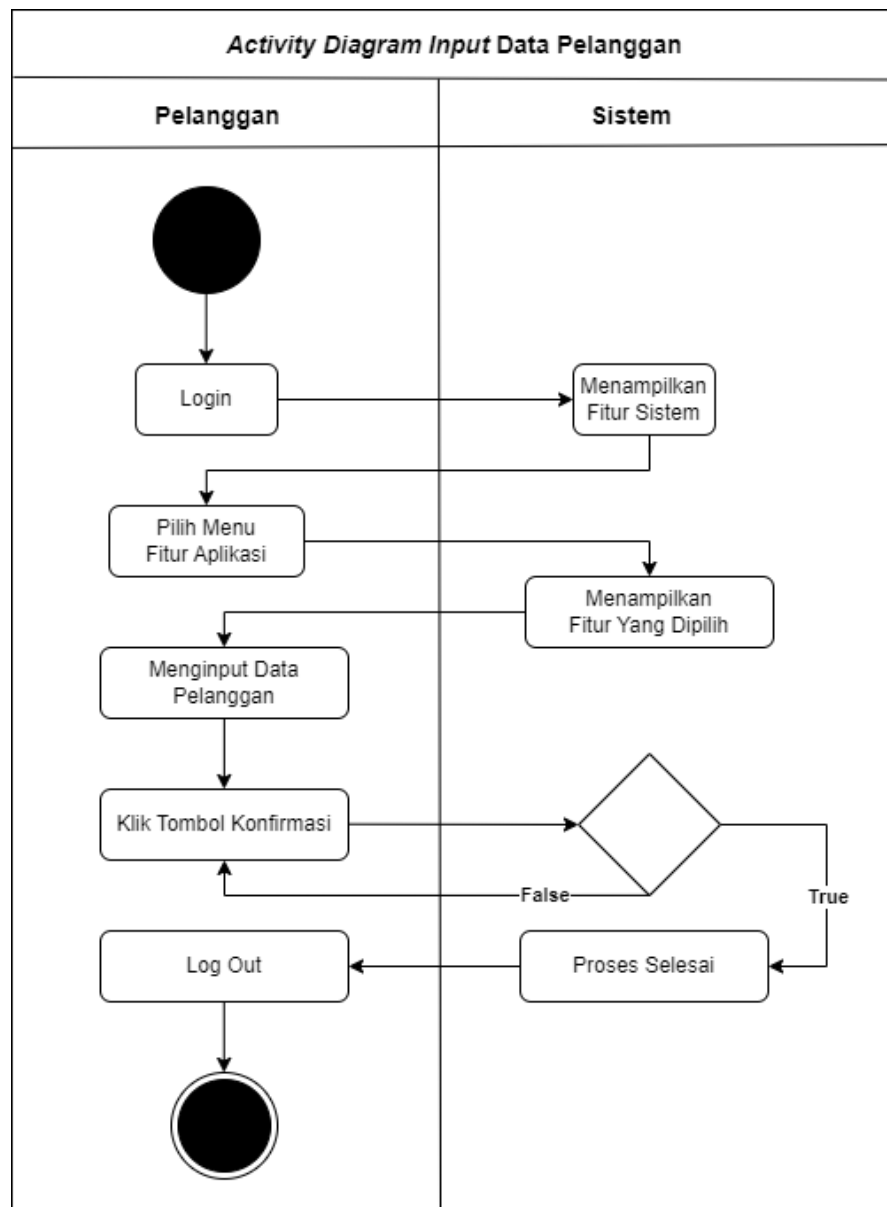 Activity Diagram Input Data Pelanggan
Pelanggan
Sistem
Login
Menampilkan
Fitur Sistem
Pilih Menu
Fitur Aplikasi
Menampilkan
Fitur Yang Dipilih
Menginput Data
Pelanggan
Klik Tombol Konfirmasi
False
True
Log Out
Proses Selesai